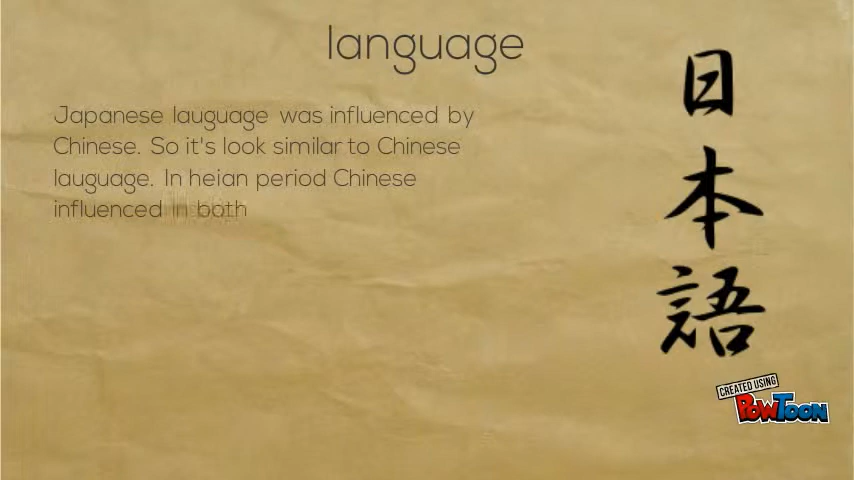 language
Japanese lauguage was influenced by
Chinese. So it's look similar to Chinese
lauguage. In heian period Chinese
influenced in both
日本語
CREATED USING
POWTOON